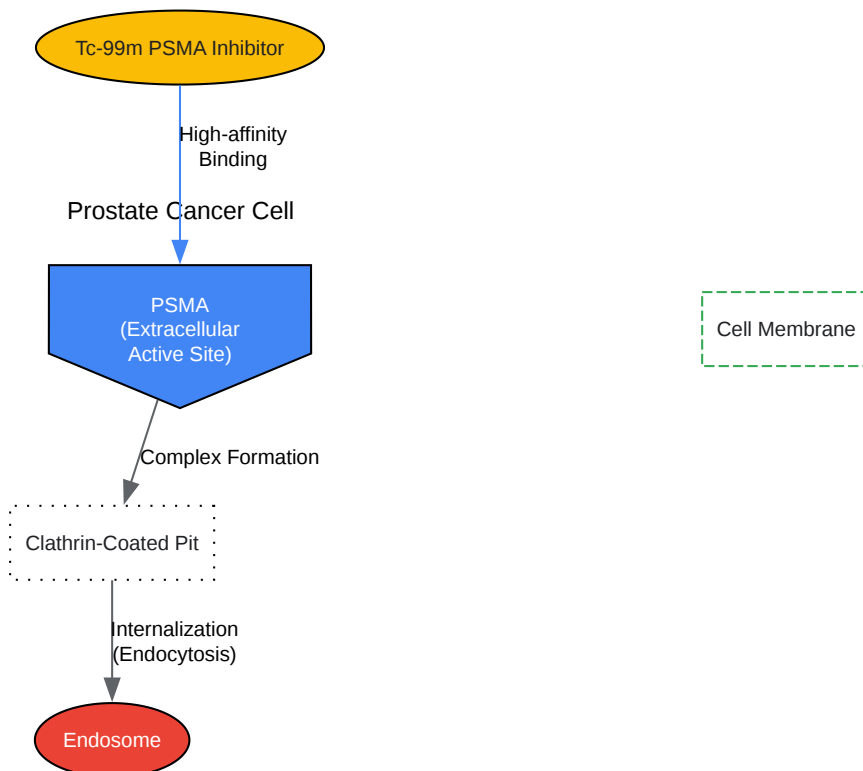 Tc-99m PSMA Inhibitor
High-affinity
Binding
Prostate Cancer Cell
PSMA
(Extracellular
Active Site)
Cell Membrane
Complex Formation
Clathrin-Coated Pit
Internalization
(Endocytosis)
Endosome